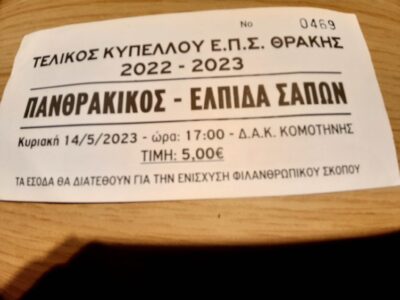 No 0469
ΤΕΛΙΚΟΣ ΚΥΠΕΛΛΟΥ Ε.Π.Σ. ΘΡΑΚΗΣ
2022 - 2023
ΠΑΝΘΡΑΚΙΚΟΣ - ΕΛΠΙΔΑ ΣΑΠΩΝ
Κυριακή 14/5/2023 - ώρα: 17:00 - Δ.Α.Κ. ΚΟΜΟΤΗΝΗΣ
ΤΙΜΗ: 5,00€
ΤΑ ΕΣΟΔΑ ΘΑ ΔΙΑΤΕΘΟΥΝ ΓΙΑ ΤΗΝ ΕΝΙΣΧΥΣΗ ΦΙΛΑΝΘΡΩΠΙΚΟΥ ΣΚΟΠΟΥ